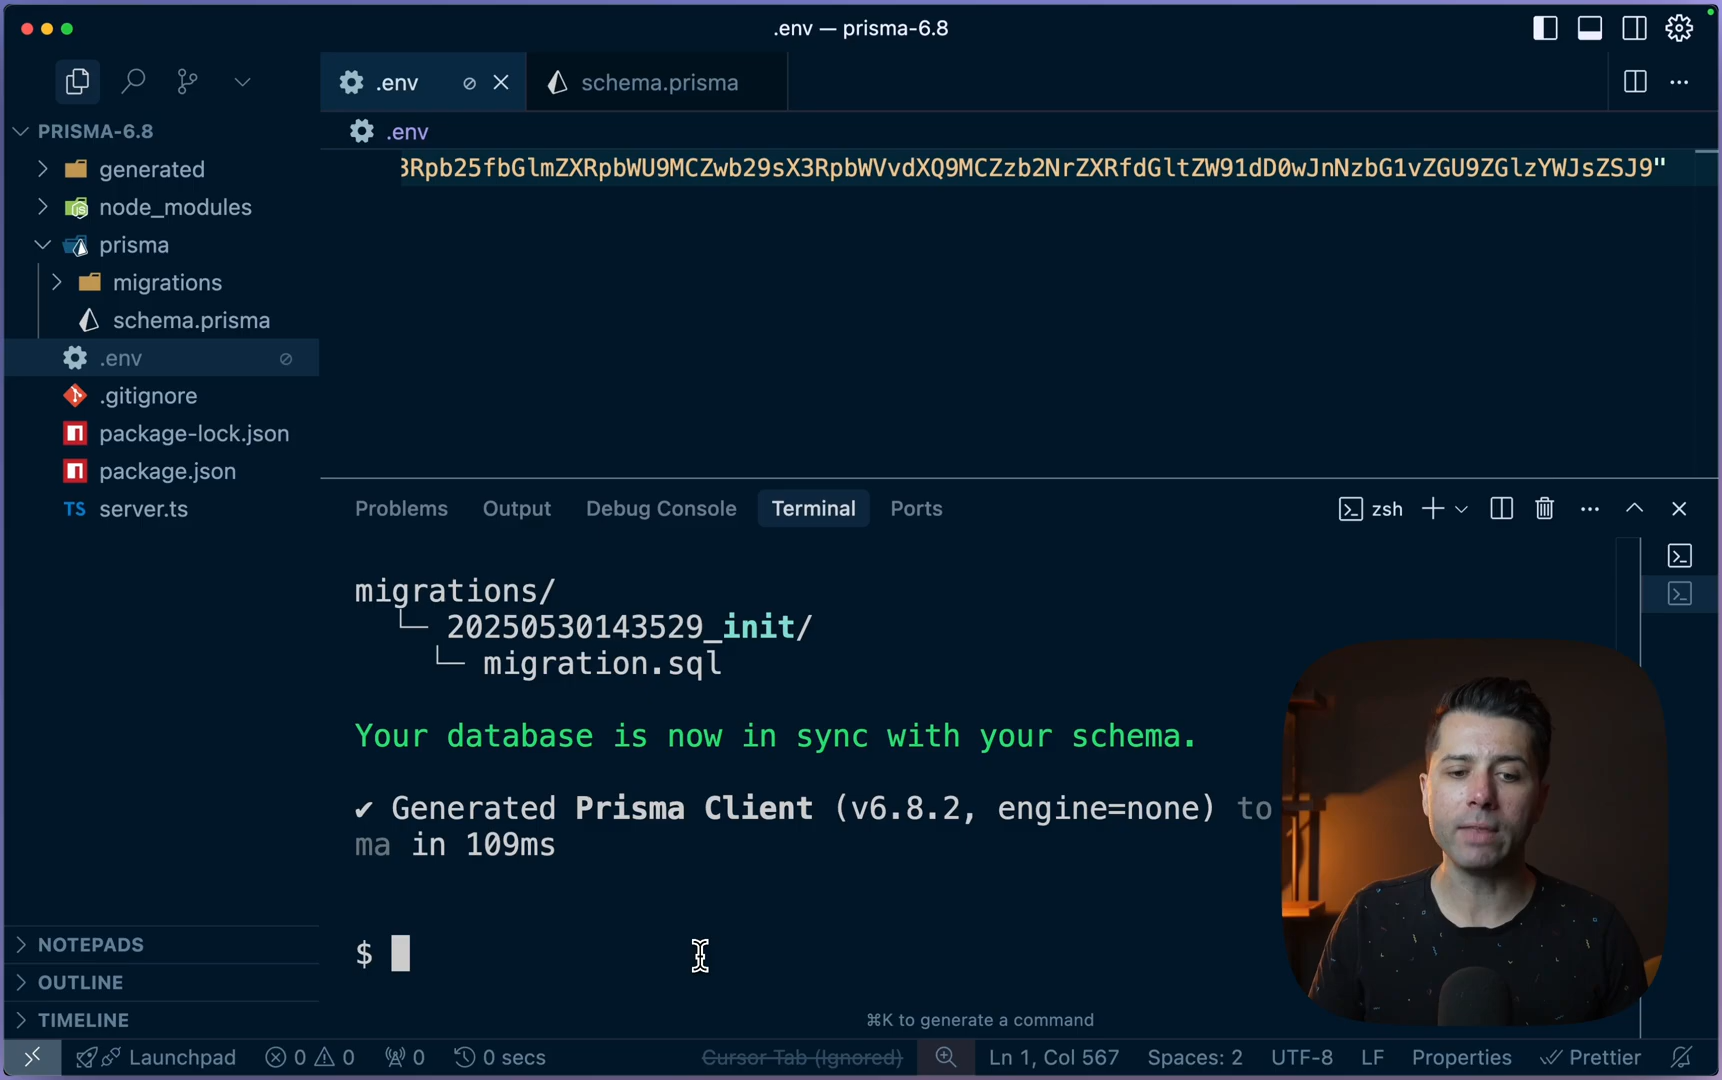 .env — prisma-6.8
.env
schema.prisma
PRISMA-6.8
.env
generated
3Rpb25fbGlmZXRpbWU9MCZwb29sX3RpbWVvdXQ9MCZzb2NrZXRfdGltZW91dD0wJnNzbG1vZGU9ZGlzYWJsZSJ9"
node_modules
prisma
migrations
schema.prisma
.env
.gitignore
package-lock.json
package.json
TS server.ts
Problems
Output
Debug Console
Terminal
Ports
zsh
migrations/
└─ 20250530143529_init/
└─ migration.sql
Your database is now in sync with your schema.
✔ Generated Prisma Client (v6.8.2, engine=none) to
ma in 109ms
$
⌘K to generate a command
NOTEPADS
OUTLINE
TIMELINE
Launchpad
0
0
0
0 secs
Cursor Tab (Ignored)
Ln 1, Col 567
Spaces: 2
UTF-8
LF
Properties
Prettier